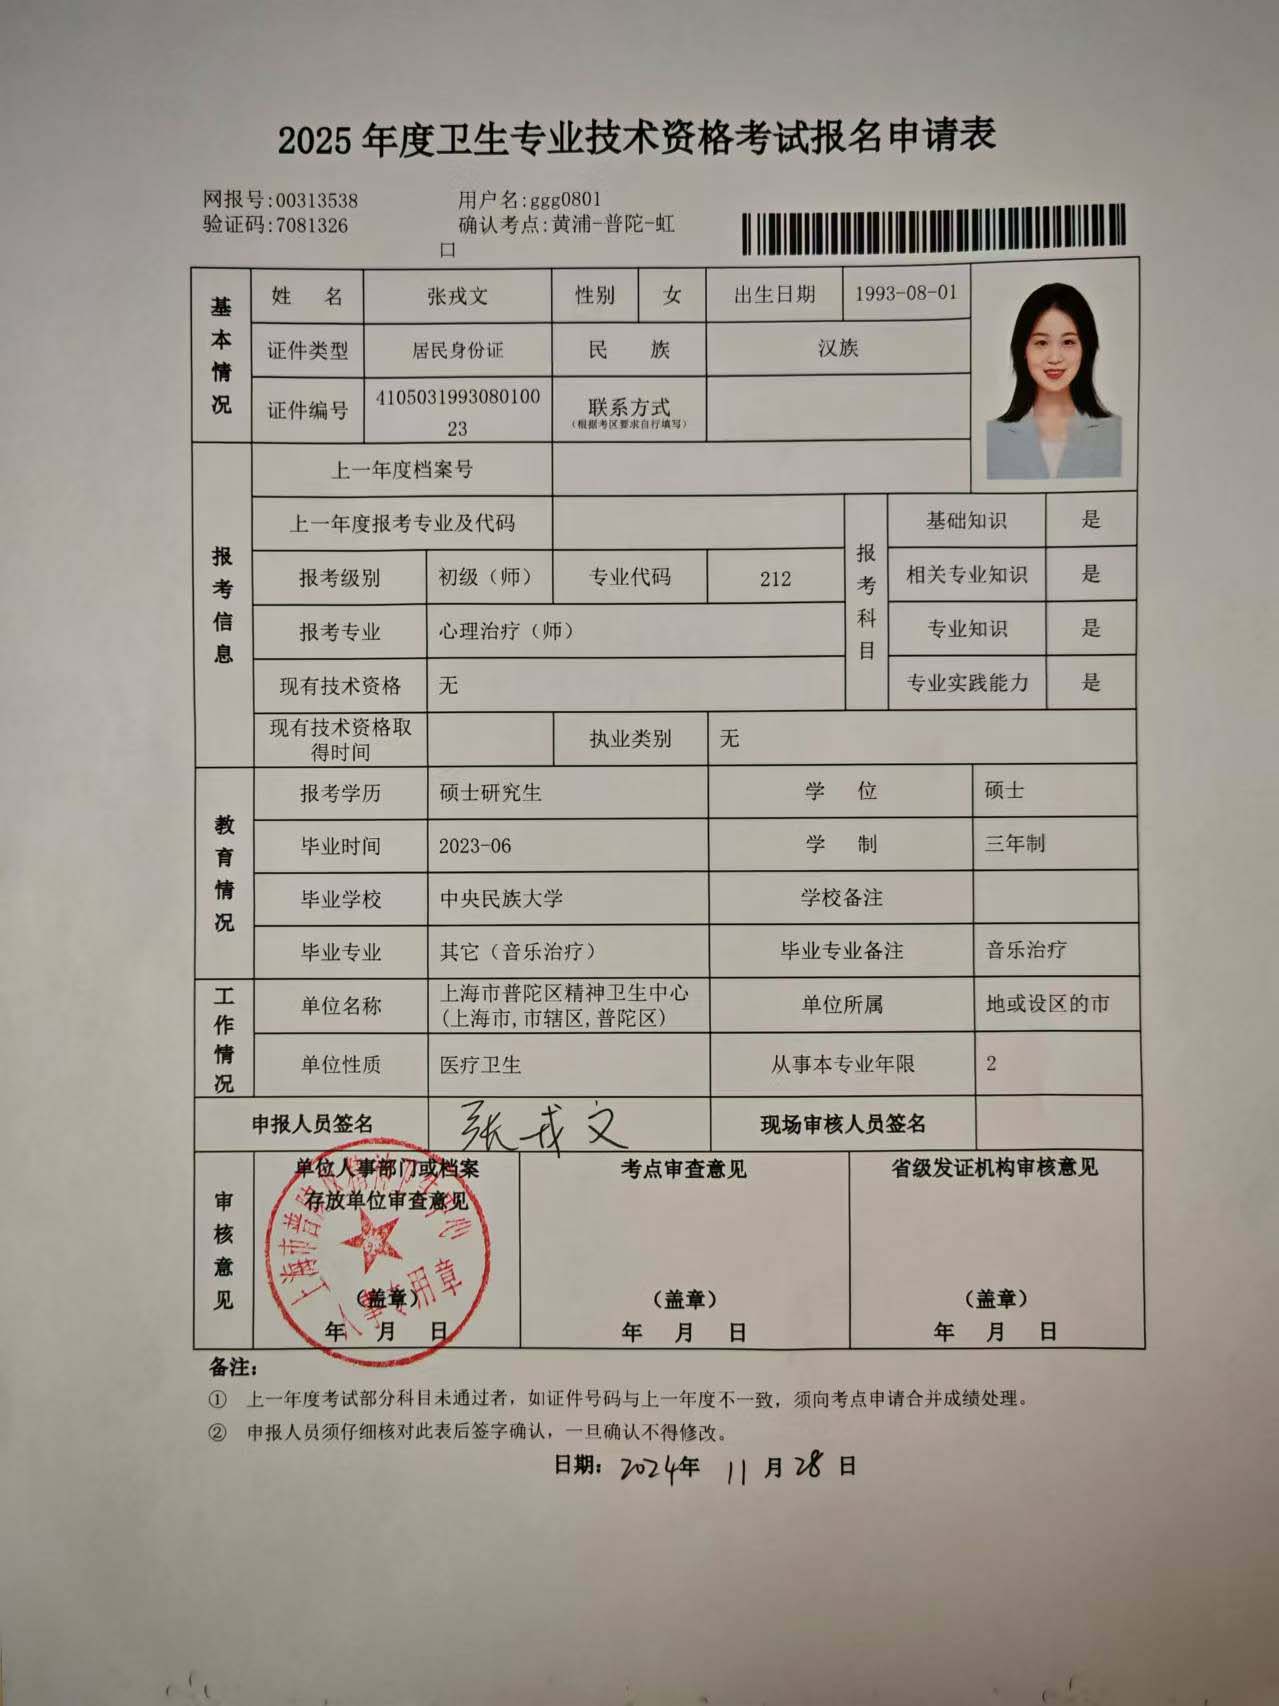 2025 年度卫生专业技术资格考试报名申请表
网报号:00313538 用户名:ggg0801
验证码:7081326 确认考点:黄浦-普陀-虹
口
基本情况
姓 名 张戎文 性别 女 出生日期 1993-08-01
证件类型 居民身份证 民 族 汉族
证件编号 4105031993080100
23
联系方式
(根据考区要求自行填写)
报考信息
上一年度档案号
上一年度报考专业及代码
报考级别 初级（师） 专业代码 212
报考专业 心理治疗（师）
现有技术资格 无
报考科目
基础知识 是
相关专业知识 是
专业知识 是
专业实践能力 是
现有技术资格取
得时间
执业类别 无
教育情况
报考学历 硕士研究生 学 位 硕士
毕业时间 2023-06 学 制 三年制
毕业学校 中央民族大学 学校备注
毕业专业 其它（音乐治疗） 毕业专业备注 音乐治疗
工作情况
单位名称 上海市普陀区精神卫生中心
(上海市,市辖区,普陀区)
单位所属 地或设区的市
单位性质 医疗卫生 从事本专业年限 2
申报人员签名 张戎文 现场审核人员签名
审核意见
单位人事部门或档案
存放单位审查意见
上海市普陀区精神卫生中心
人事专用章
（盖章）
年 月 日
考点审查意见
（盖章）
年 月 日
省级发证机构审核意见
（盖章）
年 月 日
备注:
① 上一年度考试部分科目未通过者，如证件号码与上一年度不一致，须向考点申请合并成绩处理。
② 申报人员须仔细核对此表后签字确认，一旦确认不得修改。
日期: 2024年 11 月 28 日